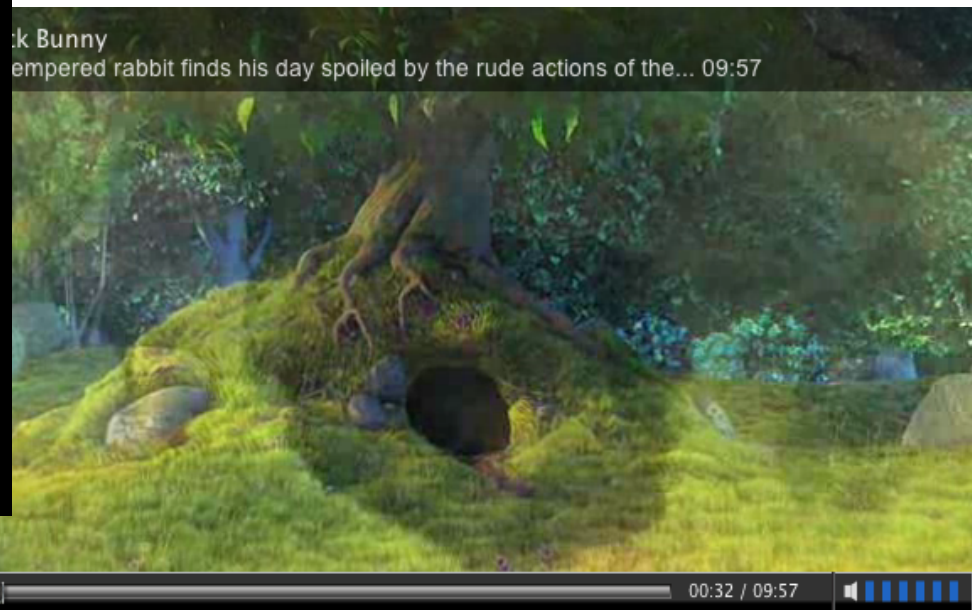 ck Bunny
empered rabbit finds his day spoiled by the rude actions of the... 09:57
00:32 / 09:57